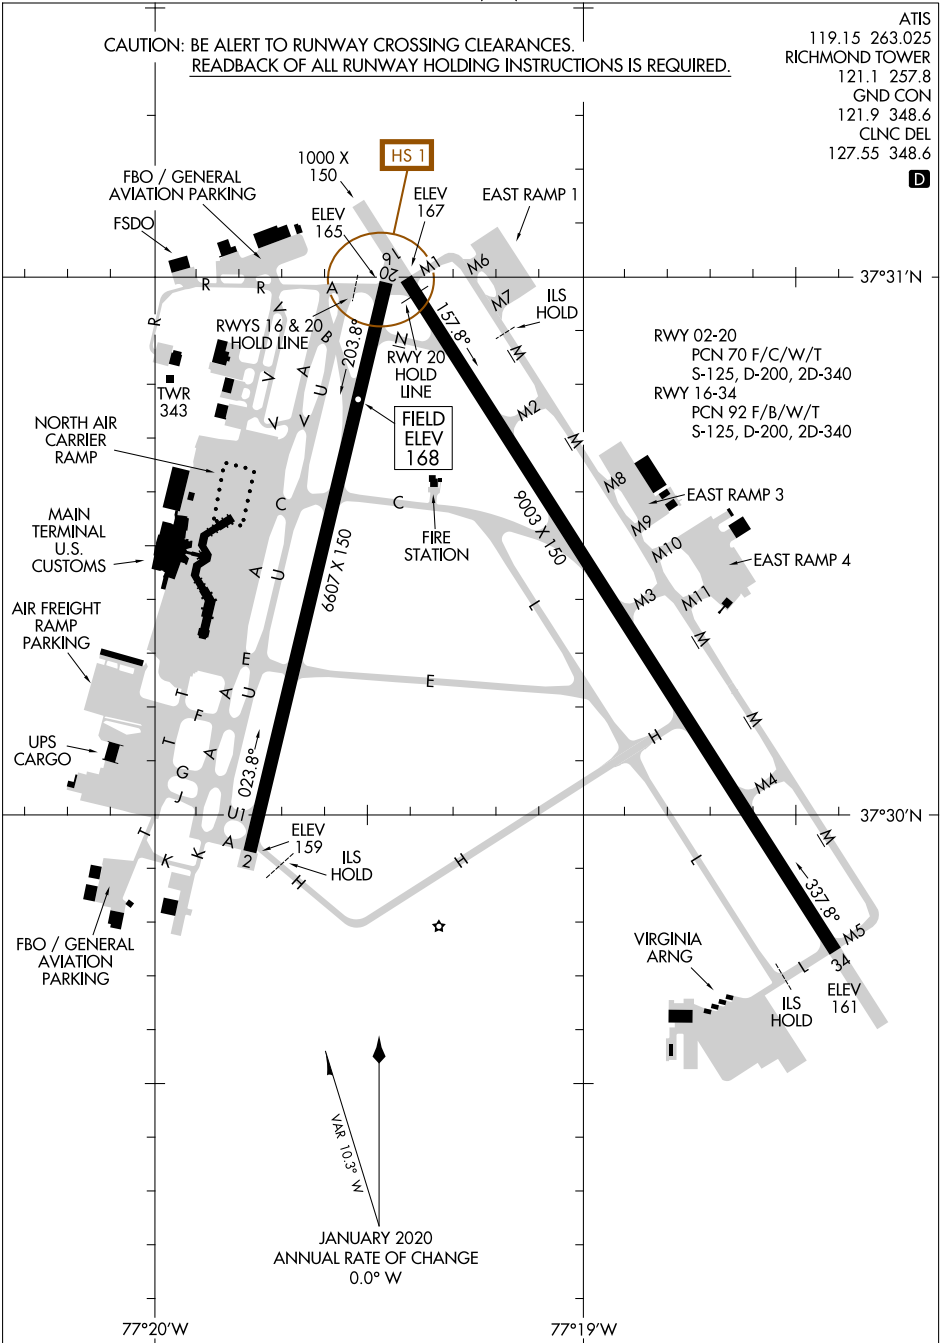 ATIS
119.15 263.025
RICHMOND TOWER
121.1 257.8
GND CON
121.9 348.6
CLNC DEL
127.55 348.6
D
CAUTION: BE ALERT TO RUNWAY CROSSING CLEARANCES.
READBACK OF ALL RUNWAY HOLDING INSTRUCTIONS IS REQUIRED.
HS 1
1000 X
150
FBO / GENERAL
AVIATION PARKING
ELEV
167
EAST RAMP 1
ELEV
165
FSDO
16
20
M1
M6
37°31'N
R
R
A
V
M7
ILS
HOLD
R
RWYS 16 & 20
HOLD LINE
B
203.8°
N
157.8°
M
RWY 20
HOLD
LINE
RWY 02-20
PCN 70 F/C/W/T
S-125, D-200, 2D-340
RWY 16-34
PCN 92 F/B/W/T
S-125, D-200, 2D-340
TWR
343
V
A
U
V
V
M2
FIELD
ELEV
168
NORTH AIR
CARRIER
RAMP
M
M8
EAST RAMP 3
C
C
9003 X 150
M9
MAIN
TERMINAL
U.S.
CUSTOMS
FIRE
STATION
M10
EAST RAMP 4
6607 X 150
A
U
L
M3
M11
AIR FREIGHT
RAMP
PARKING
M
E
E
T
A
U
F
M
T
A
H
UPS
CARGO
G
023.8°
M4
J
U1
37°30'N
T
A
ELEV
159
M
K
K
2
ILS
HOLD
H
H
L
337.8°
FBO / GENERAL
AVIATION
PARKING
M5
VIRGINIA
ARNG
L
34
ELEV
161
ILS
HOLD
VAR 10.3° W
JANUARY 2020
ANNUAL RATE OF CHANGE
0.0° W
77°20'W
77°19'W